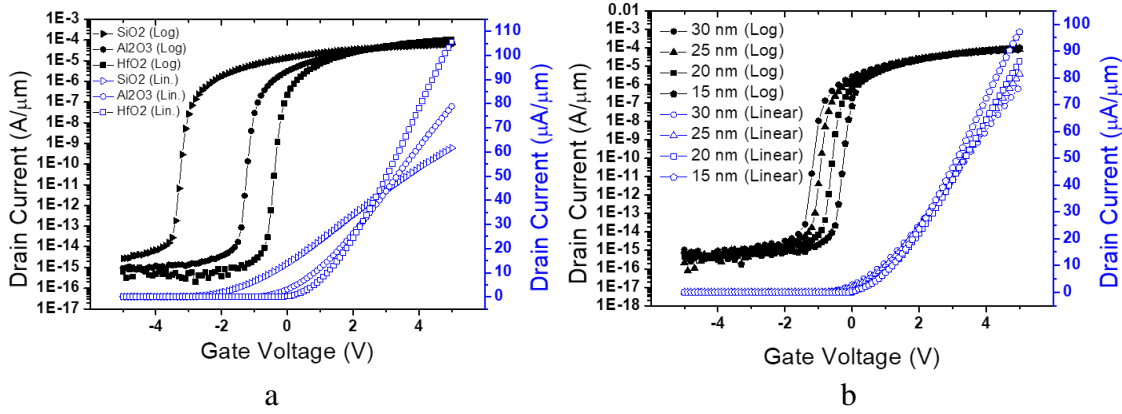 1E-3
1E-4
1E-5
1E-6
1E-7
1E-8
1E-9
1E-10
1E-11
1E-12
1E-13
1E-14
1E-15
1E-16
1E-17
Drain Current (A/µm)
SiO2 (Log)
Al2O3 (Log)
HfO2 (Log)
SiO2 (Lin.)
Al2O3 (Lin.)
HfO2 (Lin.)
110
100
90
80
70
60
50
40
30
20
10
0
Drain Current (µA/µm)
-4 -2 0 2 4
Gate Voltage (V)
a
0.01
1E-3
1E-4
1E-5
1E-6
1E-7
1E-8
1E-9
1E-10
1E-11
1E-12
1E-13
1E-14
1E-15
1E-16
1E-17
1E-18
Drain Current (A/µm)
30 nm (Log)
25 nm (Log)
20 nm (Log)
15 nm (Log)
30 nm (Linear)
25 nm (Linear)
20 nm (Linear)
15 nm (Linear)
100
90
80
70
60
50
40
30
20
10
0
Drain Current (µA/µm)
-4 -2 0 2 4
Gate Voltage (V)
b